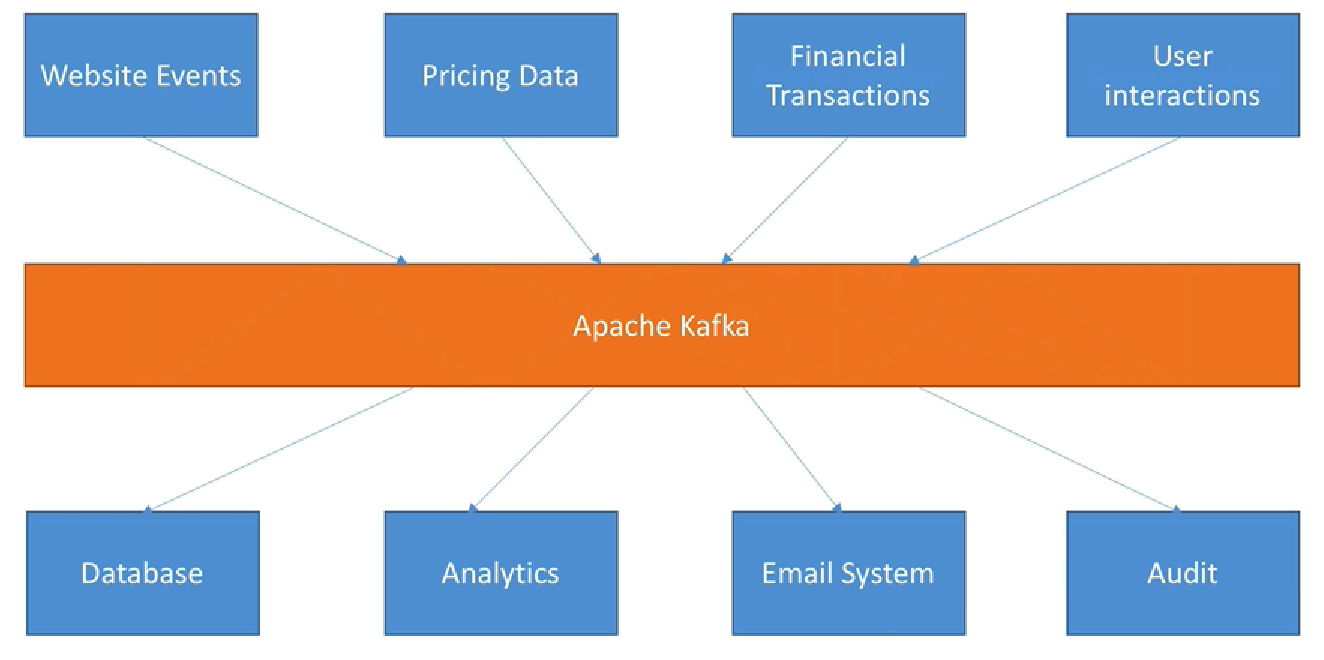 Website Events
Pricing Data
Financial
Transactions
User
interactions
Apache Kafka
Database
Analytics
Email System
Audit